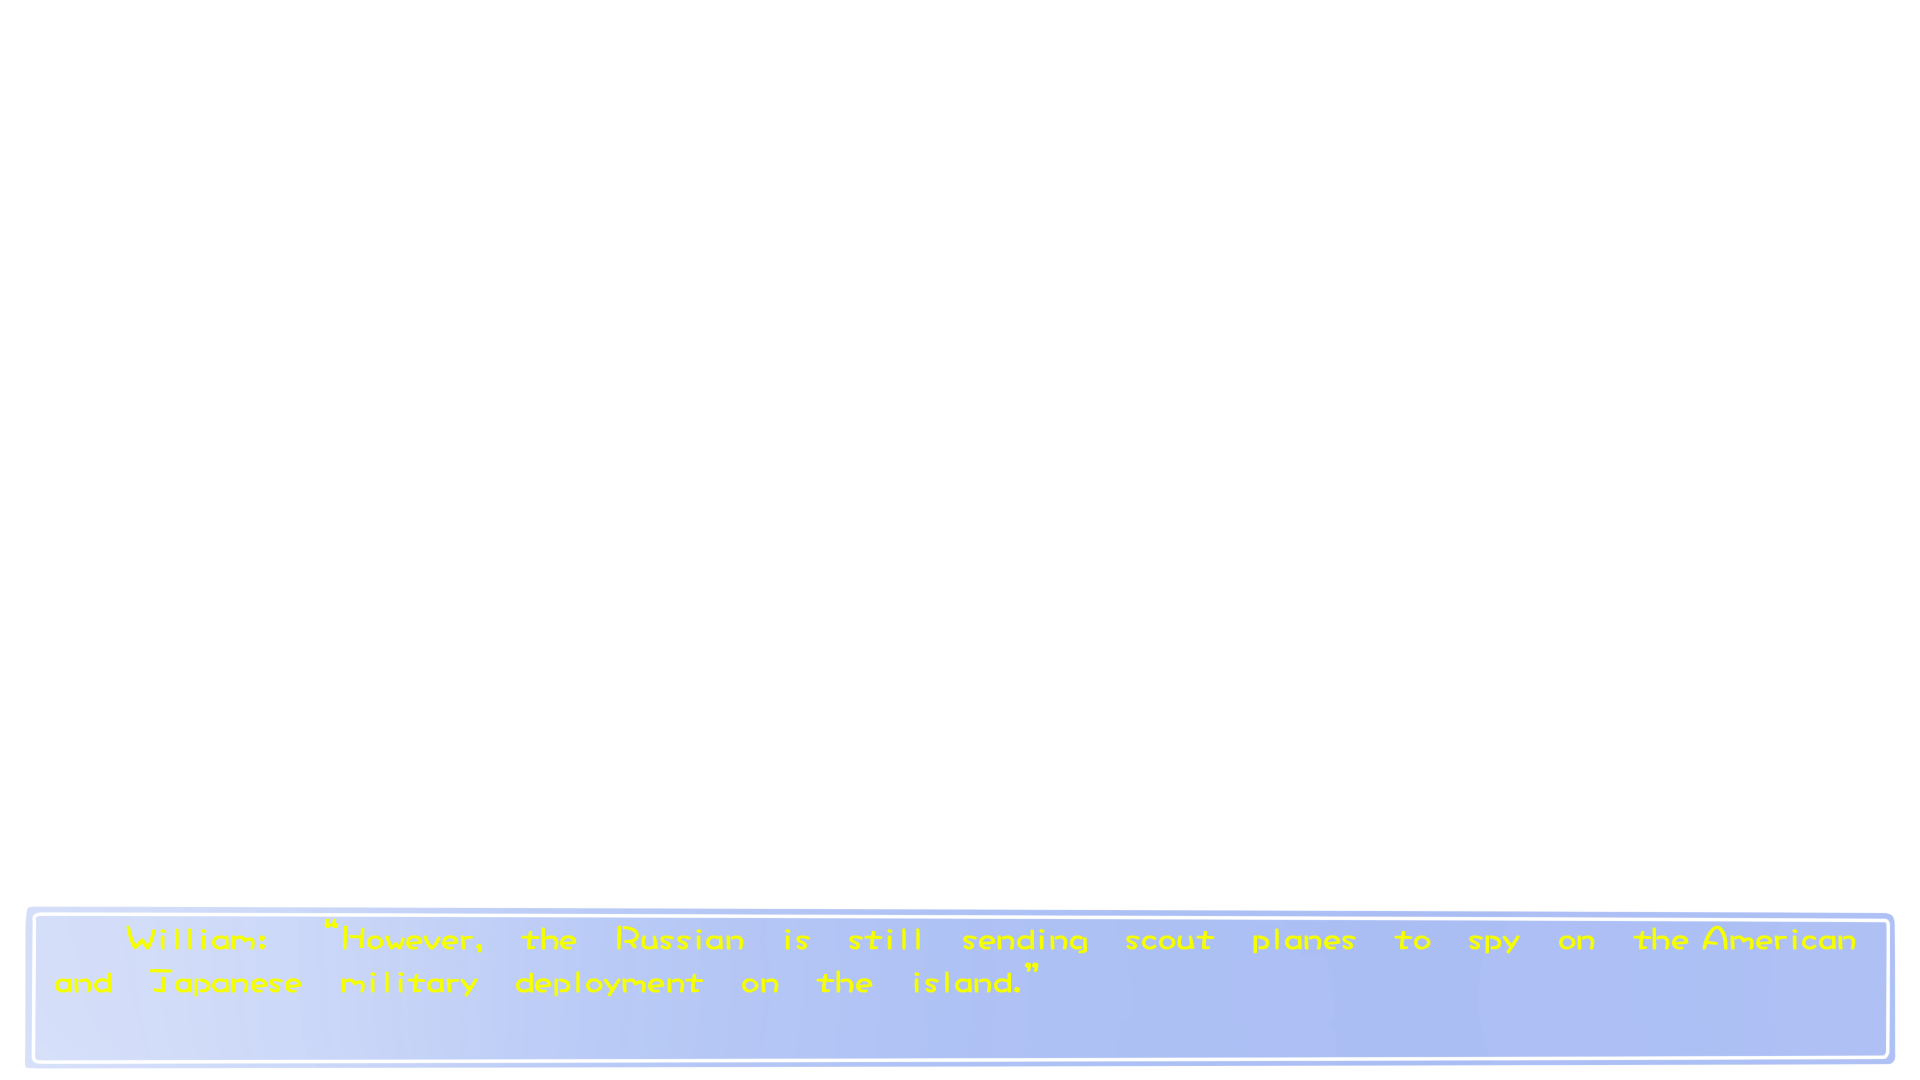 William: “However, the Russian is still sending scout planes to spy on the American
and Japanese military deployment on the island.”